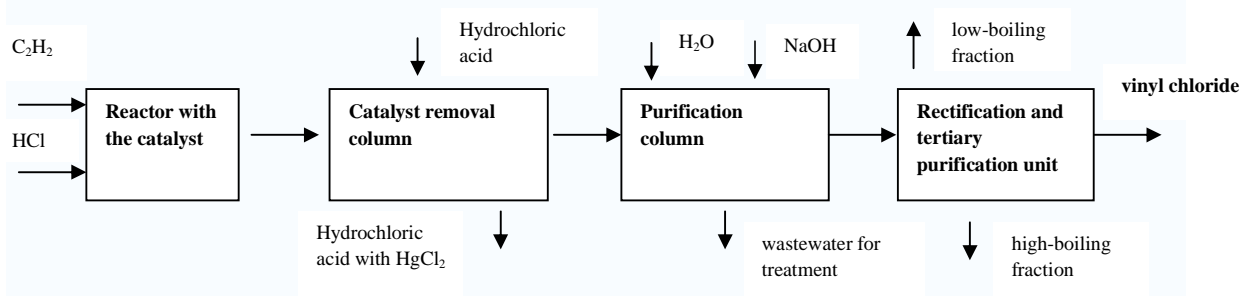 C₂H₂
HCl
Reactor with
the catalyst
Hydrochloric
acid
Catalyst removal
column
Hydrochloric
acid with HgCl₂
H₂O
NaOH
Purification
column
wastewater for
treatment
low-boiling
fraction
Rectification and
tertiary
purification unit
high-boiling
fraction
vinyl chloride